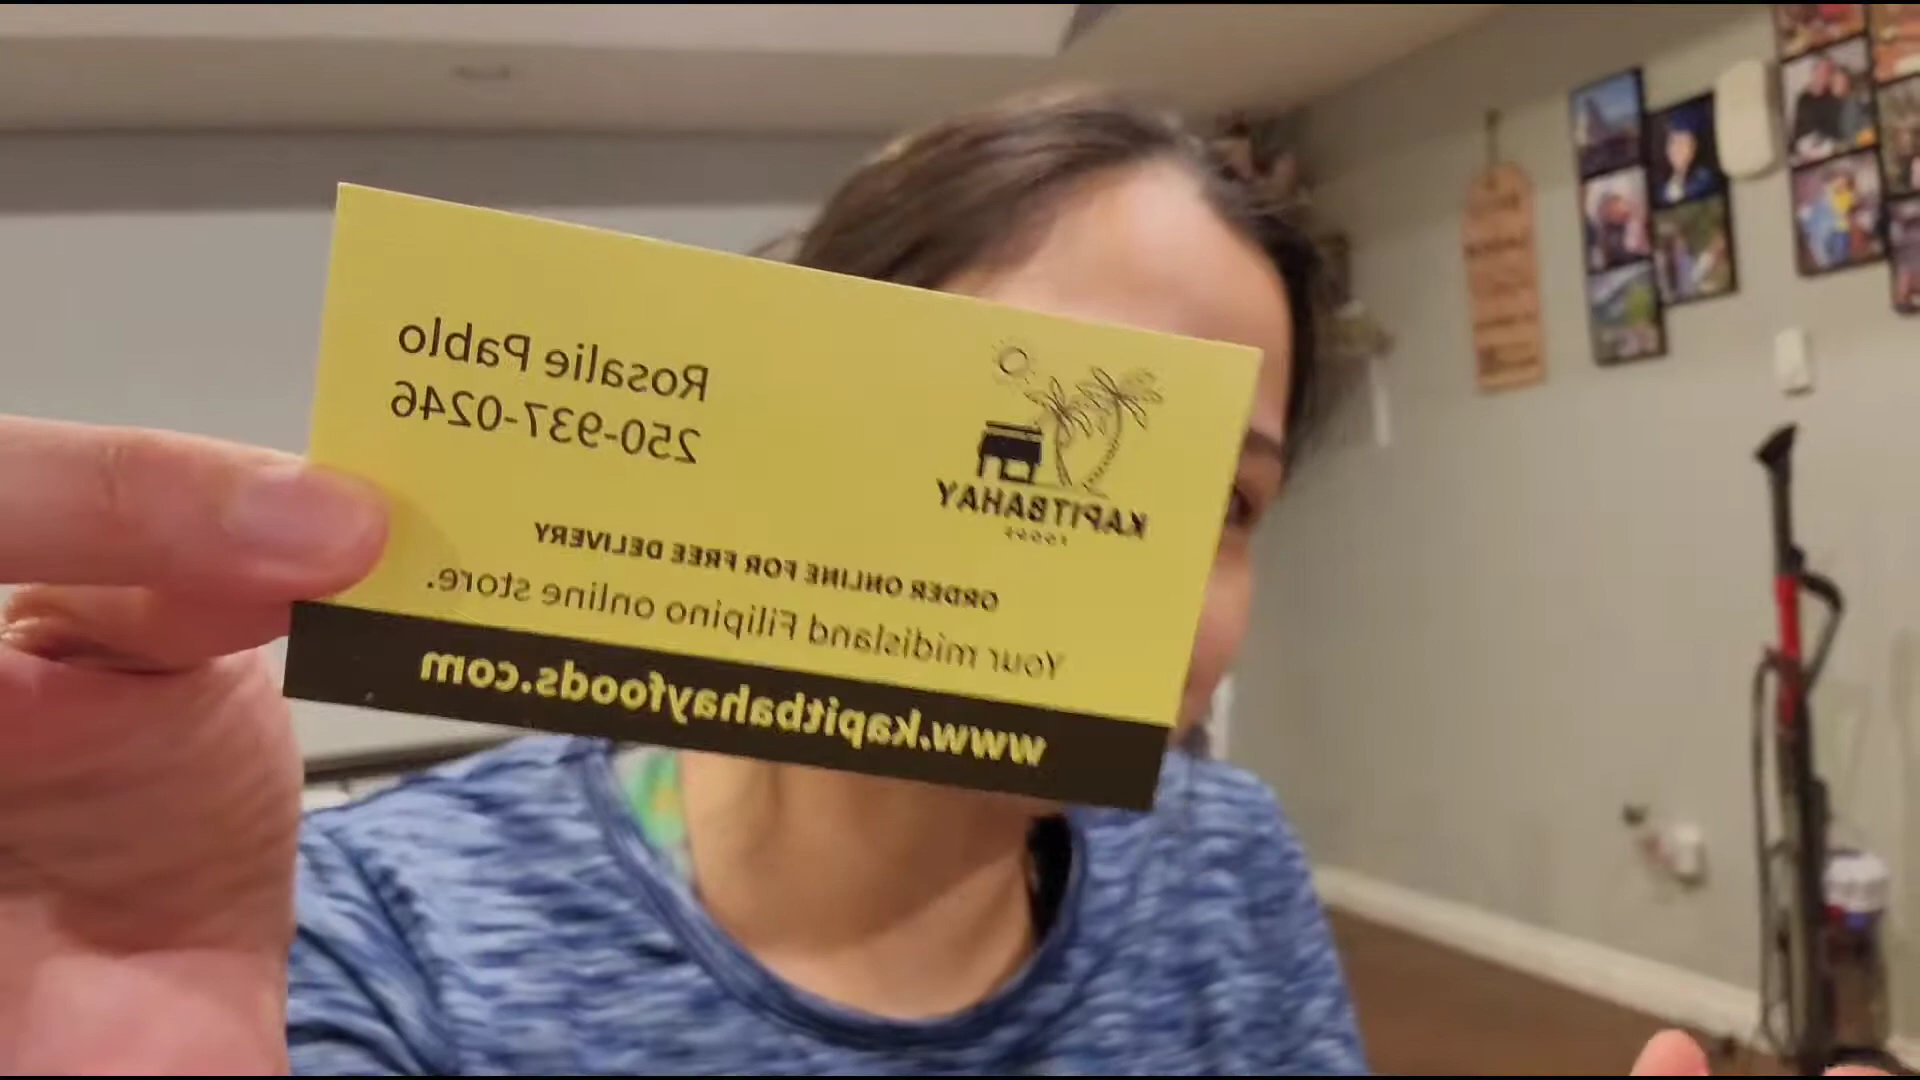 Rosalie Pablo
250-937-0246
KAPITBAHAY
FOODS
ORDER ONLINE FOR FREE DELIVERY
Your midisland Filipino online store.
www.kapitbahayfoods.com